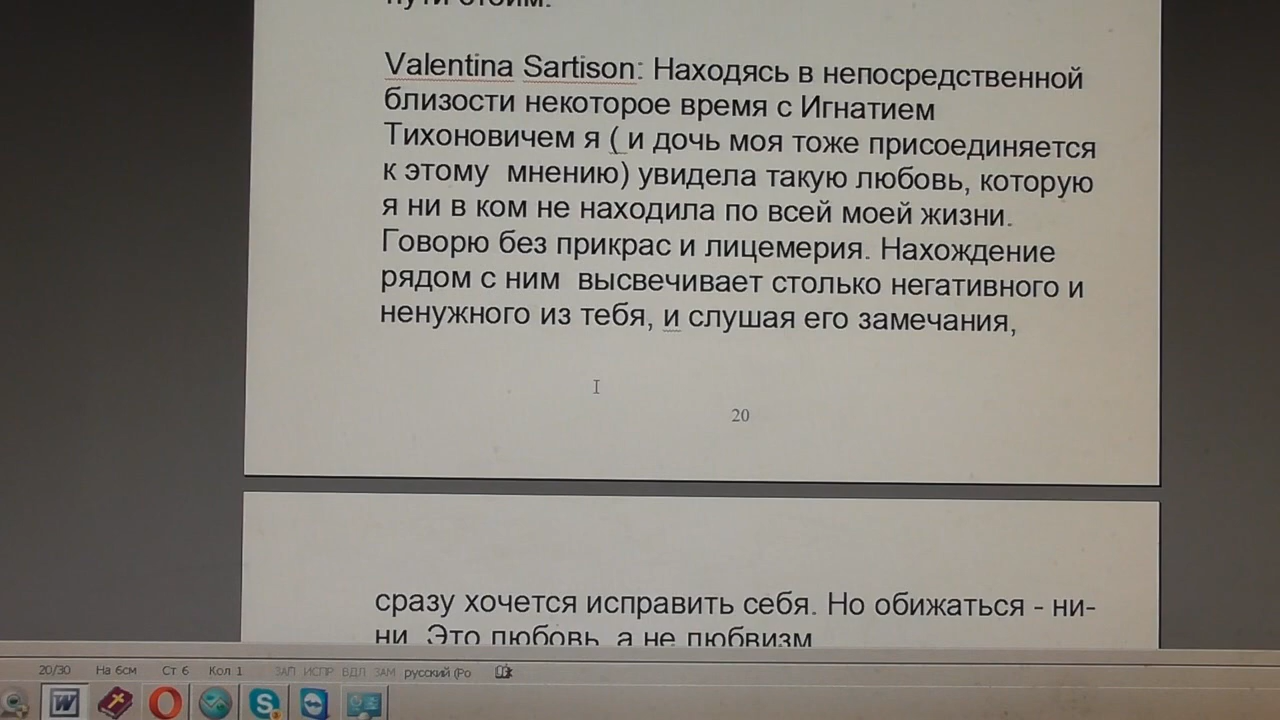 пути стоим.
Valentina Sartison: Находясь в непосредственной
близости некоторое время с Игнатием
Тихоновичем я ( и дочь моя тоже присоединяется
к этому мнению) увидела такую любовь, которую
я ни в ком не находила по всей моей жизни.
Говорю без прикрас и лицемерия. Нахождение
рядом с ним высвечивает столько негативного и
ненужного из тебя, и слушая его замечания,
20
сразу хочется исправить себя. Но обижаться - ни-
ни. Это любовь, а не любвизм
20/30 На 6см Ст 6 Кол 1 ЗАП ИСПР ВДЛ ЗАМ русский (Ро
W S